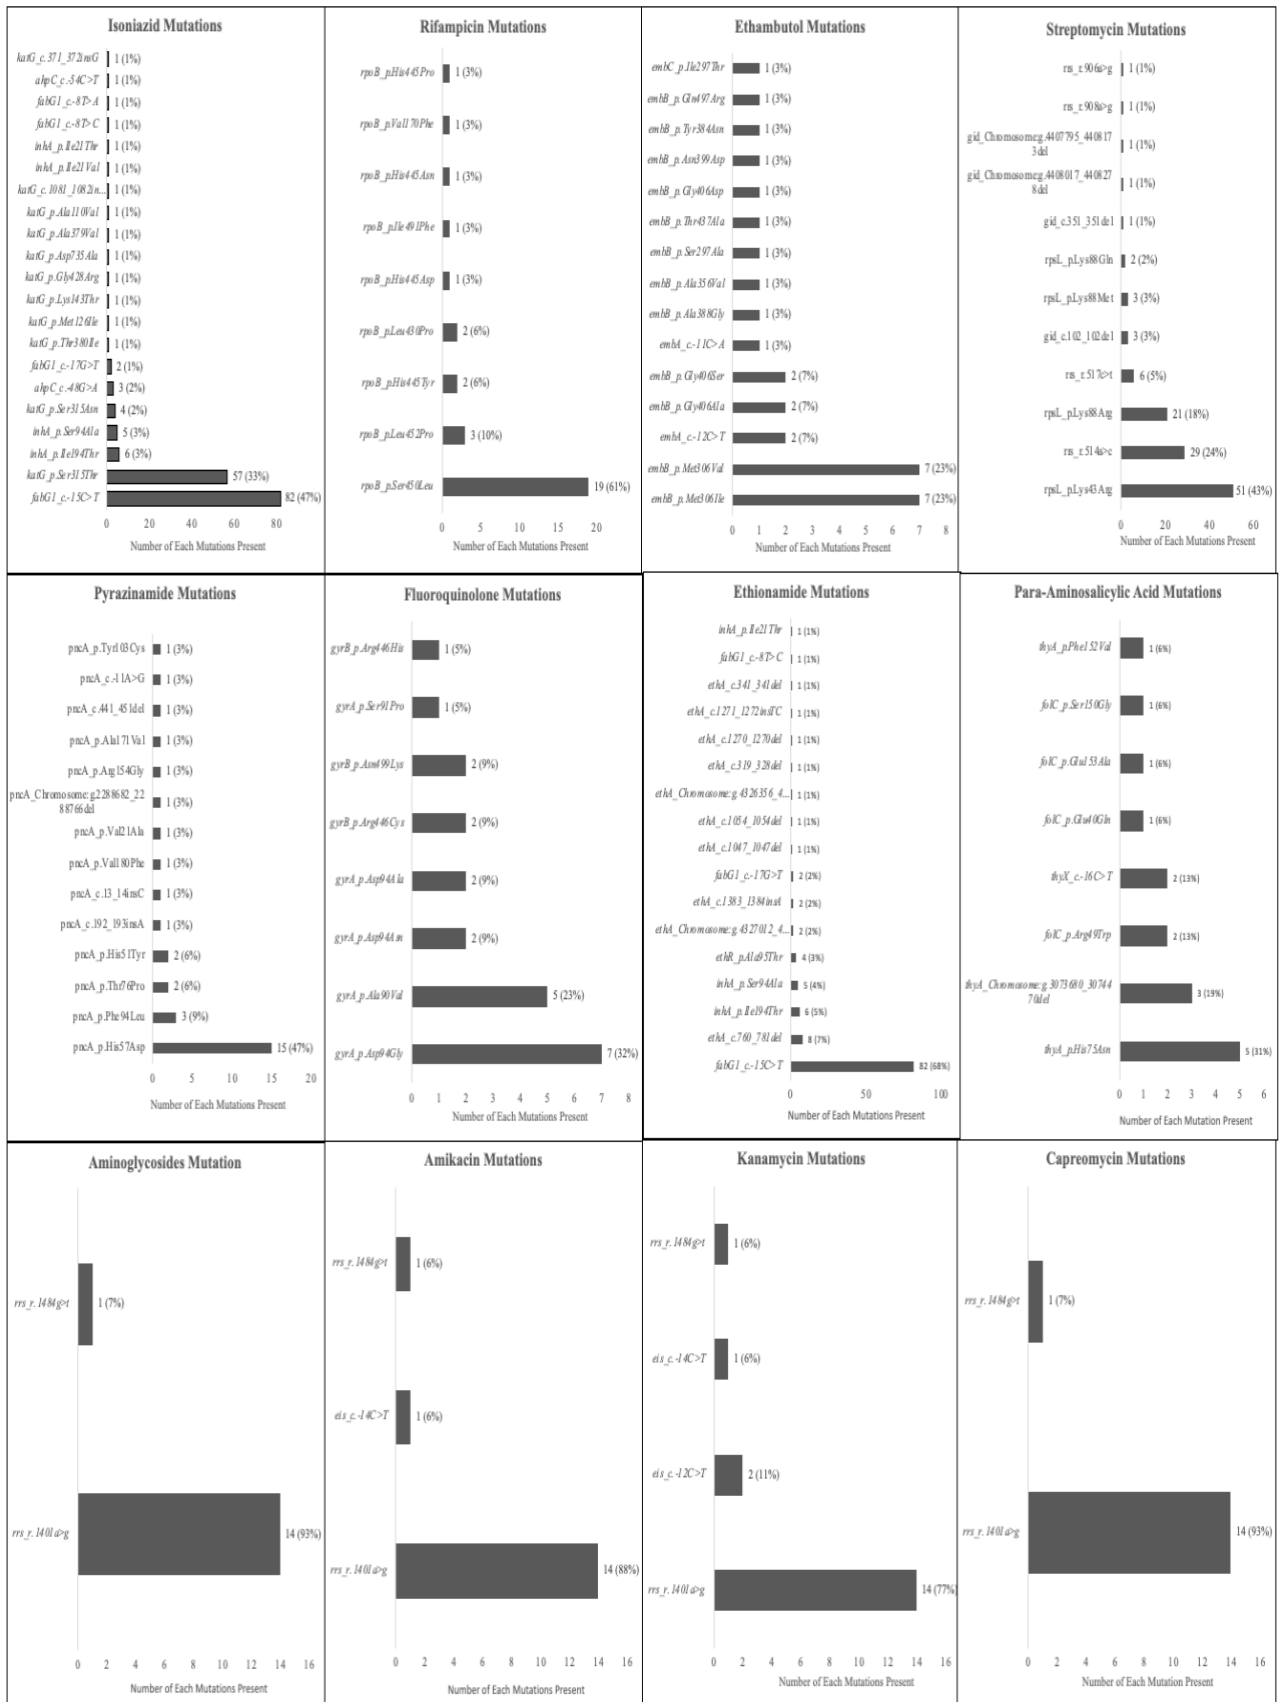 Isoniazid Mutations
katG_c.371_372insG 1 (1%)
ahpC_c.-54C>T 1 (1%)
fabG1_c.-8T>A 1 (1%)
fabG1_c.-8T>C 1 (1%)
inhA_p.Ile21Thr 1 (1%)
inhA_p.Ile21Val 1 (1%)
katG_c.1081_1082in... 1 (1%)
katG_p.Ala110Val 1 (1%)
katG_p.Ala379Val 1 (1%)
katG_p.Asp735Ala 1 (1%)
katG_p.Gly428Arg 1 (1%)
katG_p.Lys143Thr 1 (1%)
katG_p.Met126Ile 1 (1%)
katG_p.Thr380Ile 1 (1%)
fabG1_c.-17G>T 2 (1%)
ahpC_c.-48G>A 3 (2%)
katG_p.Ser315Asn 4 (2%)
inhA_p.Ser94Ala 5 (3%)
inhA_p.Ile194Thr 6 (3%)
katG_p.Ser315Thr 57 (33%)
fabG1_c.-15C>T 82 (47%)
0 20 40 60 80
Number of Each Mutations Present
Rifampicin Mutations
rpoB_p.His445Pro 1 (3%)
rpoB_p.Val170Phe 1 (3%)
rpoB_p.His445Asn 1 (3%)
rpoB_p.Ile491Phe 1 (3%)
rpoB_p.His445Asp 1 (3%)
rpoB_p.Leu430Pro 2 (6%)
rpoB_p.His445Tyr 2 (6%)
rpoB_p.Leu452Pro 3 (10%)
rpoB_p.Ser450Leu 19 (61%)
0 5 10 15 20
Number of Each Mutations Present
Ethambutol Mutations
embC_p.Ile297Thr 1 (3%)
embB_p.Gln497Arg 1 (3%)
embB_p.Tyr384Asn 1 (3%)
embB_p.Asn399Asp 1 (3%)
embB_p.Gly406Asp 1 (3%)
embB_p.Thr437Ala 1 (3%)
embB_p.Ser297Ala 1 (3%)
embB_p.Ala356Val 1 (3%)
embB_p.Ala388Gly 1 (3%)
embA_c.-11C>A 1 (3%)
embB_p.Gly406Ser 2 (7%)
embB_p.Gly406Ala 2 (7%)
embA_c.-12C>T 2 (7%)
embB_p.Met306Val 7 (23%)
embB_p.Met306Ile 7 (23%)
0 1 2 3 4 5 6 7 8
Number of Each Mutations Present
Streptomycin Mutations
rrs_r.906a>g 1 (1%)
rrs_r.908a>g 1 (1%)
gid_Chromosome:g.4407795_440817
3del 1 (1%)
gid_Chromosome:g.4408017_440827
8del 1 (1%)
gid_c.351_351del 1 (1%)
rpsL_p.Lys88Gln 2 (2%)
rpsL_p.Lys88Met 3 (3%)
gid_c.102_102del 3 (3%)
rrs_r.517c>t 6 (5%)
rpsL_p.Lys88Arg 21 (18%)
rrs_r.514a>c 29 (24%)
rpsL_p.Lys43Arg 51 (43%)
0 20 40 60
Number of Each Mutations Present
Pyrazinamide Mutations
pncA_p.Tyr103Cys 1 (3%)
pncA_c.-11A>G 1 (3%)
pncA_c.441_451del 1 (3%)
pncA_p.Ala171Val 1 (3%)
pncA_p.Arg154Gly 1 (3%)
pncA_Chromosome:g.2288682_22
88766del 1 (3%)
pncA_p.Val21Ala 1 (3%)
pncA_p.Val180Phe 1 (3%)
pncA_c.13_14insC 1 (3%)
pncA_c.192_193insA 1 (3%)
pncA_p.His51Tyr 2 (6%)
pncA_p.Thr76Pro 2 (6%)
pncA_p.Phe94Leu 3 (9%)
pncA_p.His57Asp 15 (47%)
0 5 10 15 20
Number of Each Mutations Present
Fluoroquinolone Mutations
gyrB_p.Arg446His 1 (5%)
gyrA_p.Ser91Pro 1 (5%)
gyrB_p.Asn499Lys 2 (9%)
gyrB_p.Arg446Cys 2 (9%)
gyrA_p.Asp94Ala 2 (9%)
gyrA_p.Asp94Asn 2 (9%)
gyrA_p.Ala90Val 5 (23%)
gyrA_p.Asp94Gly 7 (32%)
0 1 2 3 4 5 6 7 8
Number of Each Mutations Present
Ethionamide Mutations
inhA_p.Ile21Thr 1 (1%)
fabG1_c.-8T>C 1 (1%)
ethA_c.341_341del 1 (1%)
ethA_c.1271_1272insTC 1 (1%)
ethA_c.1270_1270del 1 (1%)
ethA_c.319_328del 1 (1%)
ethA_Chromosome:g.4326356_4... 1 (1%)
ethA_c.1054_1054del 1 (1%)
ethA_c.1047_1047del 1 (1%)
fabG1_c.-17G>T 2 (2%)
ethA_c.1383_1384insA 2 (2%)
ethA_Chromosome:g.4327012_4... 2 (2%)
ethR_p.Ala95Thr 4 (3%)
inhA_p.Ser94Ala 5 (4%)
inhA_p.Ile194Thr 6 (5%)
ethA_c.760_781del 8 (7%)
fabG1_c.-15C>T 82 (68%)
0 50 100
Number of Each Mutations Present
Para-Aminosalicylic Acid Mutations
thyA_p.Phe152Val 1 (6%)
folC_p.Ser150Gly 1 (6%)
folC_p.Glu153Ala 1 (6%)
folC_p.Glu40Gln 1 (6%)
thyX_c.-16C>T 2 (13%)
folC_p.Arg49Trp 2 (13%)
thyA_Chromosome:g.3073680_30744
70del 3 (19%)
thyA_p.His75Asn 5 (31%)
0 1 2 3 4 5 6
Number of Each Mutations Present
Aminoglycosides Mutation
rrs_r.1484g>t 1 (7%)
rrs_r.1401a>g 14 (93%)
0 2 4 6 8 10 12 14 16
Number of Each Mutations Present
Amikacin Mutations
rrs_r.1484g>t 1 (6%)
eis_c.-14C>T 1 (6%)
rrs_r.1401a>g 14 (88%)
0 2 4 6 8 10 12 14 16
Number of Each Mutations Present
Kanamycin Mutations
rrs_r.1484g>t 1 (6%)
eis_c.-14C>T 1 (6%)
eis_c.-12C>T 2 (11%)
rrs_r.1401a>g 14 (77%)
0 2 4 6 8 10 12 14 16
Number of Each Mutations Present
Capreomycin Mutations
rrs_r.1484g>t 1 (7%)
rrs_r.1401a>g 14 (93%)
0 2 4 6 8 10 12 14 16
Number of Each Mutations Present